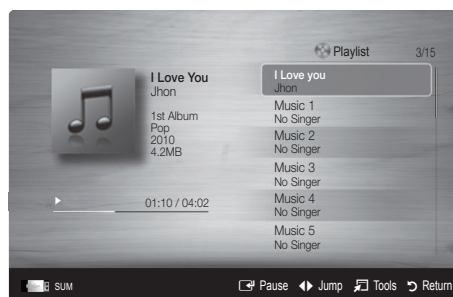 Playlist 3/15
I Love You
Jhon
1st Album
Pop
2010
4.2MB
01:10 / 04:02
I Love you
Jhon
Music 1
No Singer
Music 2
No Singer
Music 3
No Singer
Music 4
No Singer
Music 5
No Singer
SUM Pause Jump Tools Return